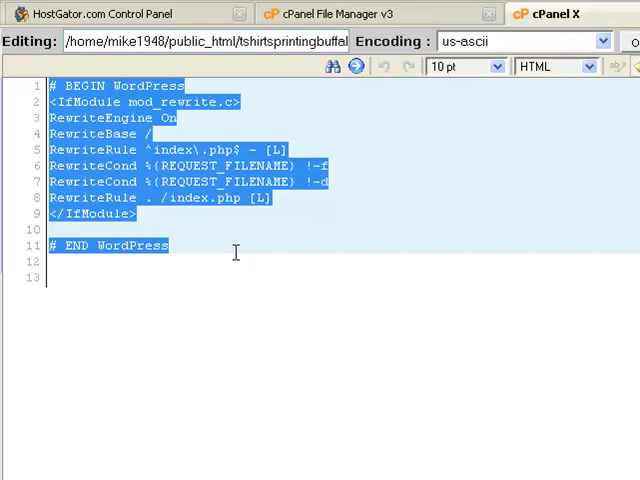 HostGator.com Control Panel
cPanel File Manager v3
cPanel X
Editing: /home/mike1948/public_html/tshirtsprintingbuffal Encoding : us-ascii
10 pt HTML
1 # BEGIN WordPress
2 <IfModule mod_rewrite.c>
3 RewriteEngine On
4 RewriteBase /
5 RewriteRule ^index\.php$ - [L]
6 RewriteCond %{REQUEST_FILENAME} !-f
7 RewriteCond %{REQUEST_FILENAME} !-d
8 RewriteRule . /index.php [L]
9 </IfModule>
10
11 # END WordPress
12
13